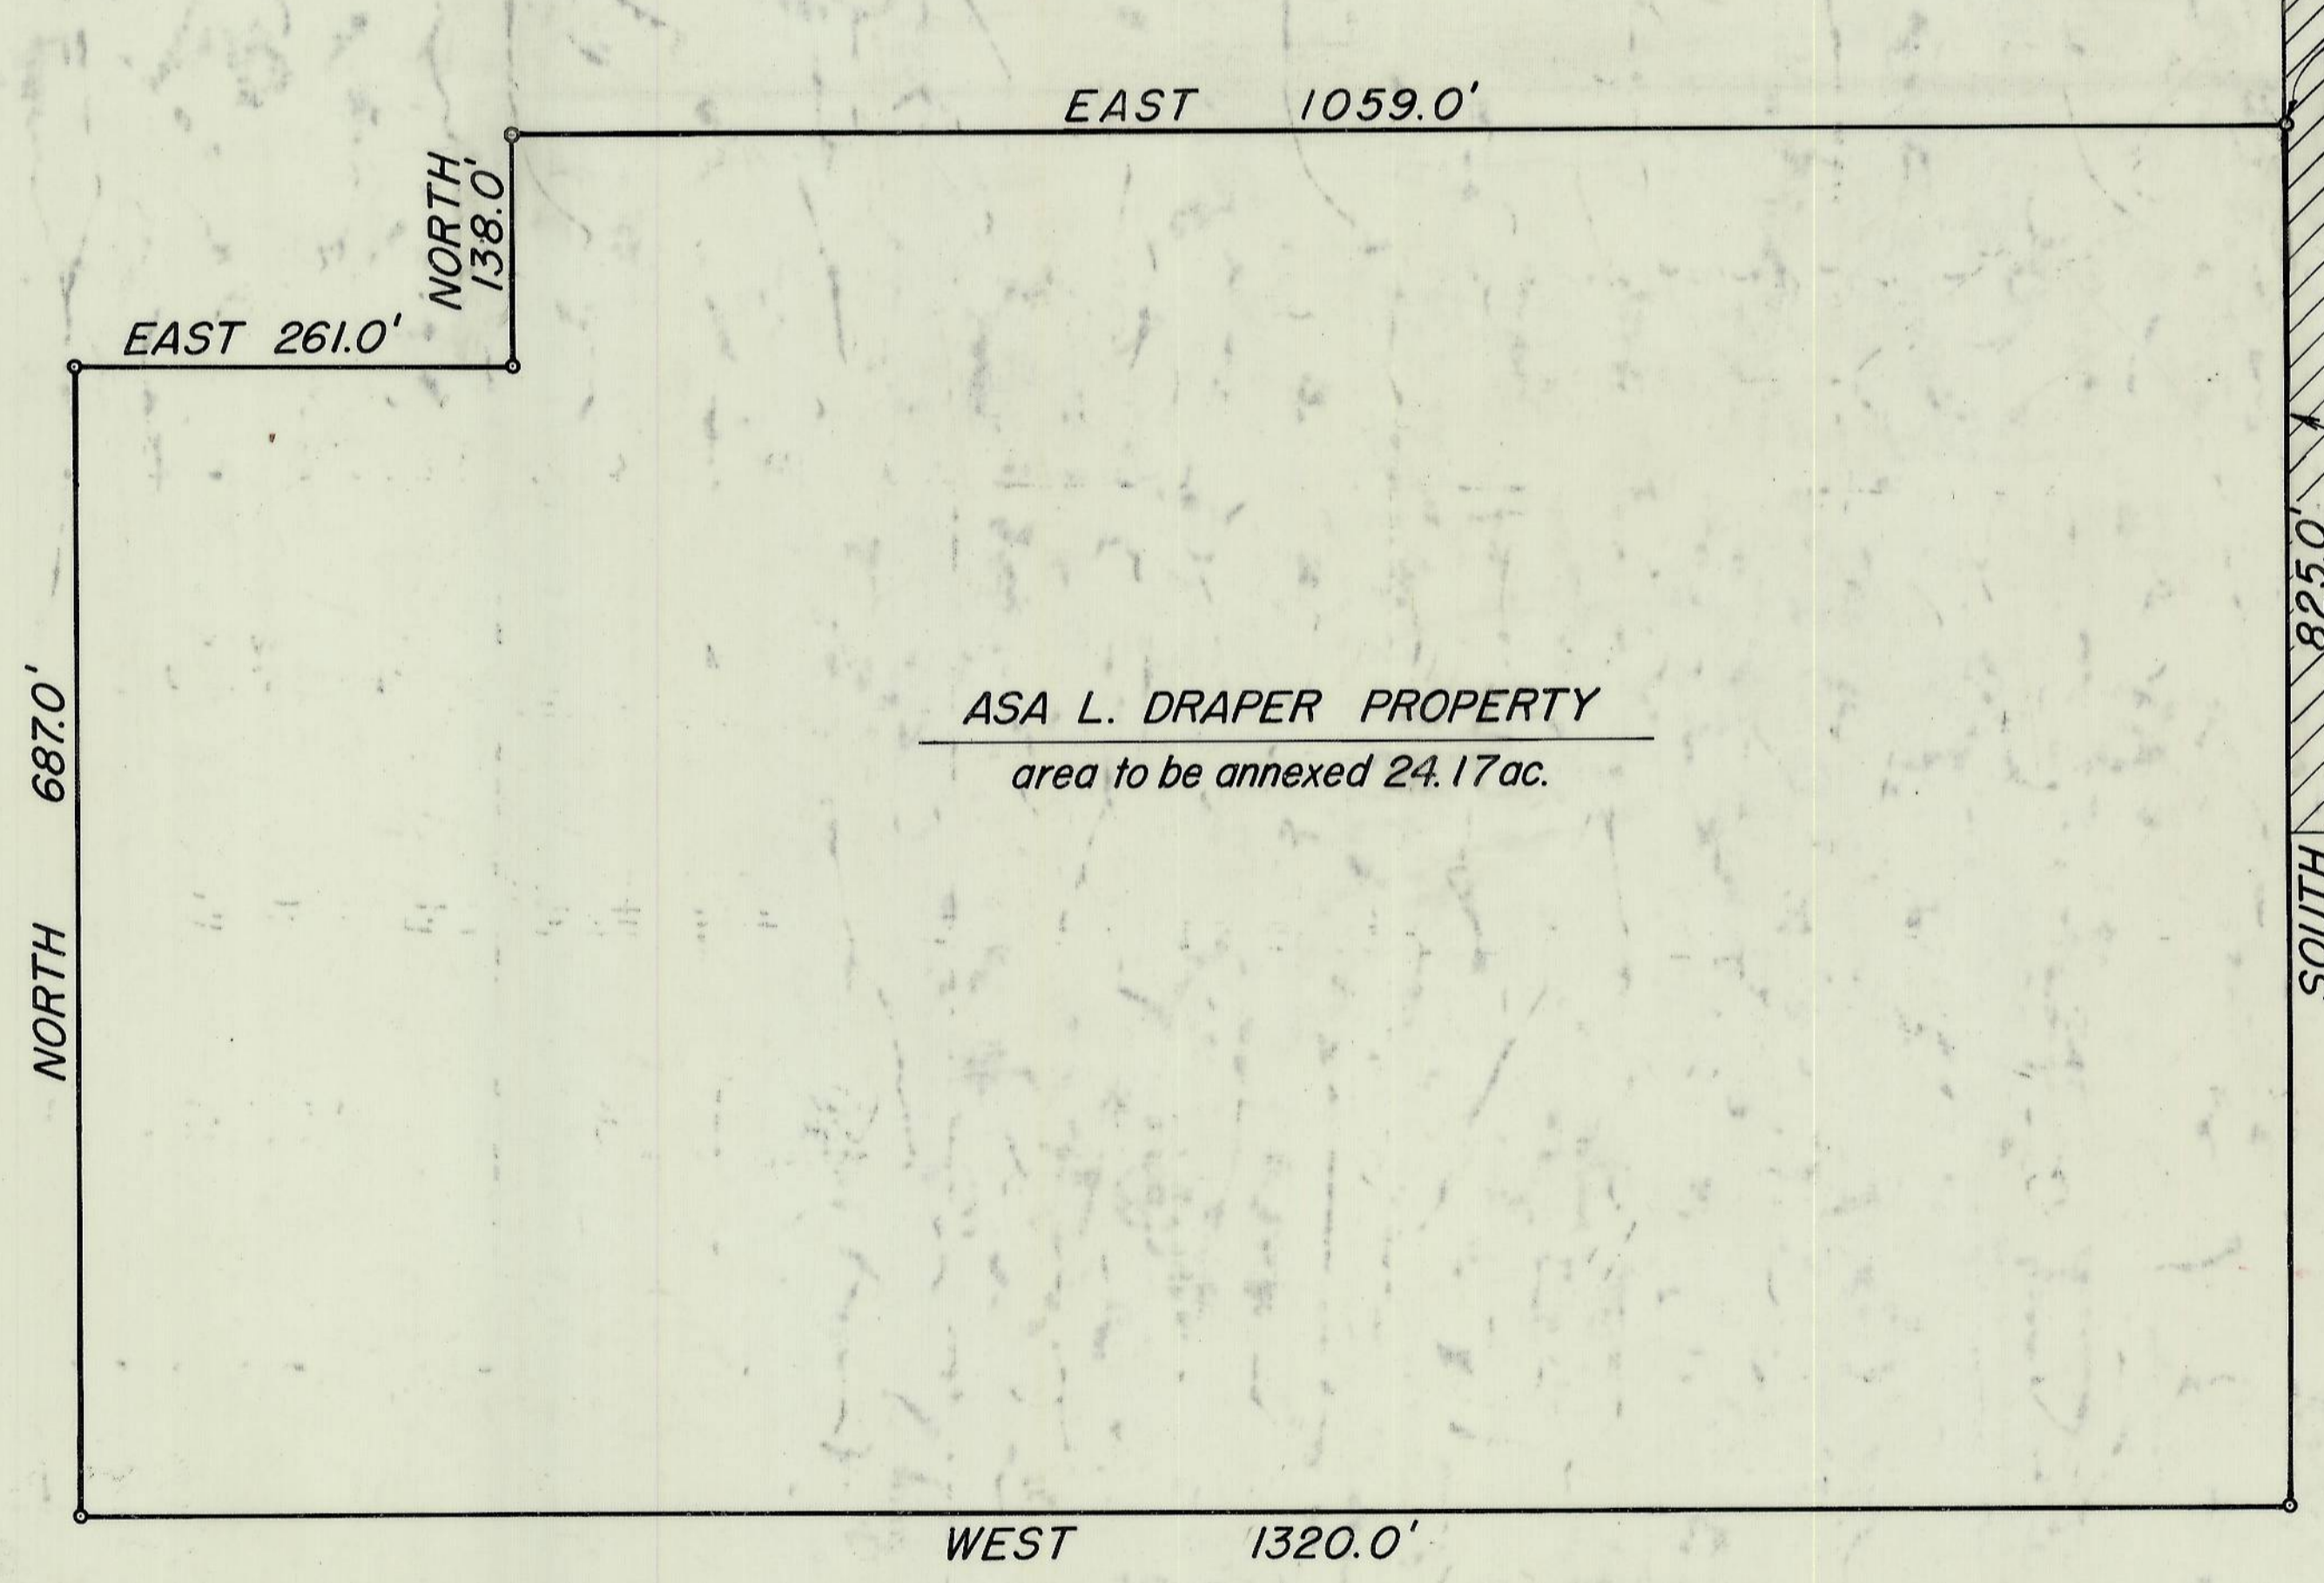 EAST 1059.0'
NORTH
138.0'
EAST 261.0'
825.0'
ASA L. DRAPER PROPERTY
area to be annexed 24.17ac.
NORTH 687.0'
SOUTH
WEST 1320.0'